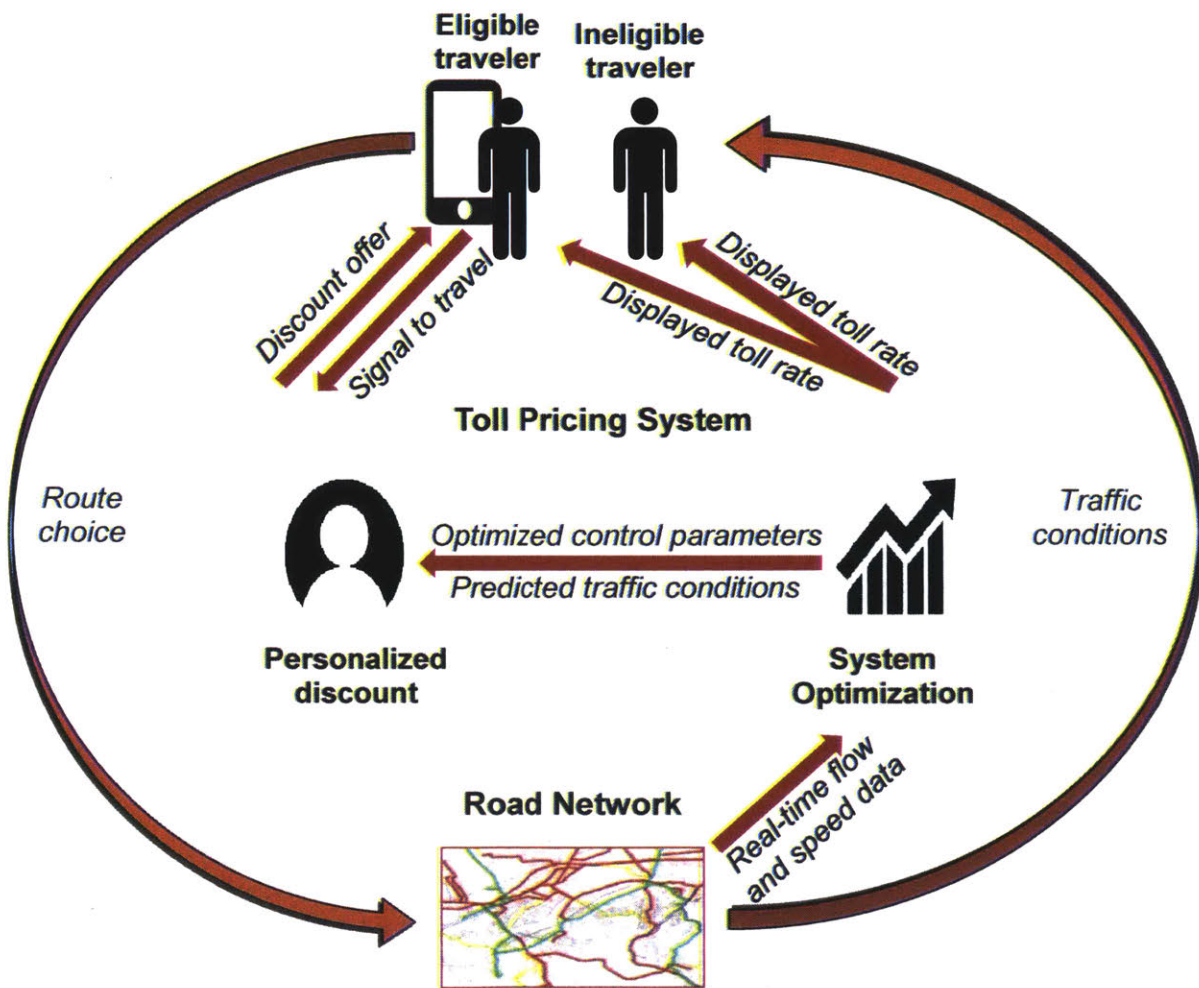 Eligible
traveler
Ineligible
traveler
Discount offer
Signal to travel
Displayed toll rate
Displayed toll rate
Toll Pricing System
Route
choice
Optimized control parameters
Predicted traffic conditions
Traffic
conditions
Personalized
discount
System
Optimization
Real-time flow
and speed data
Road Network